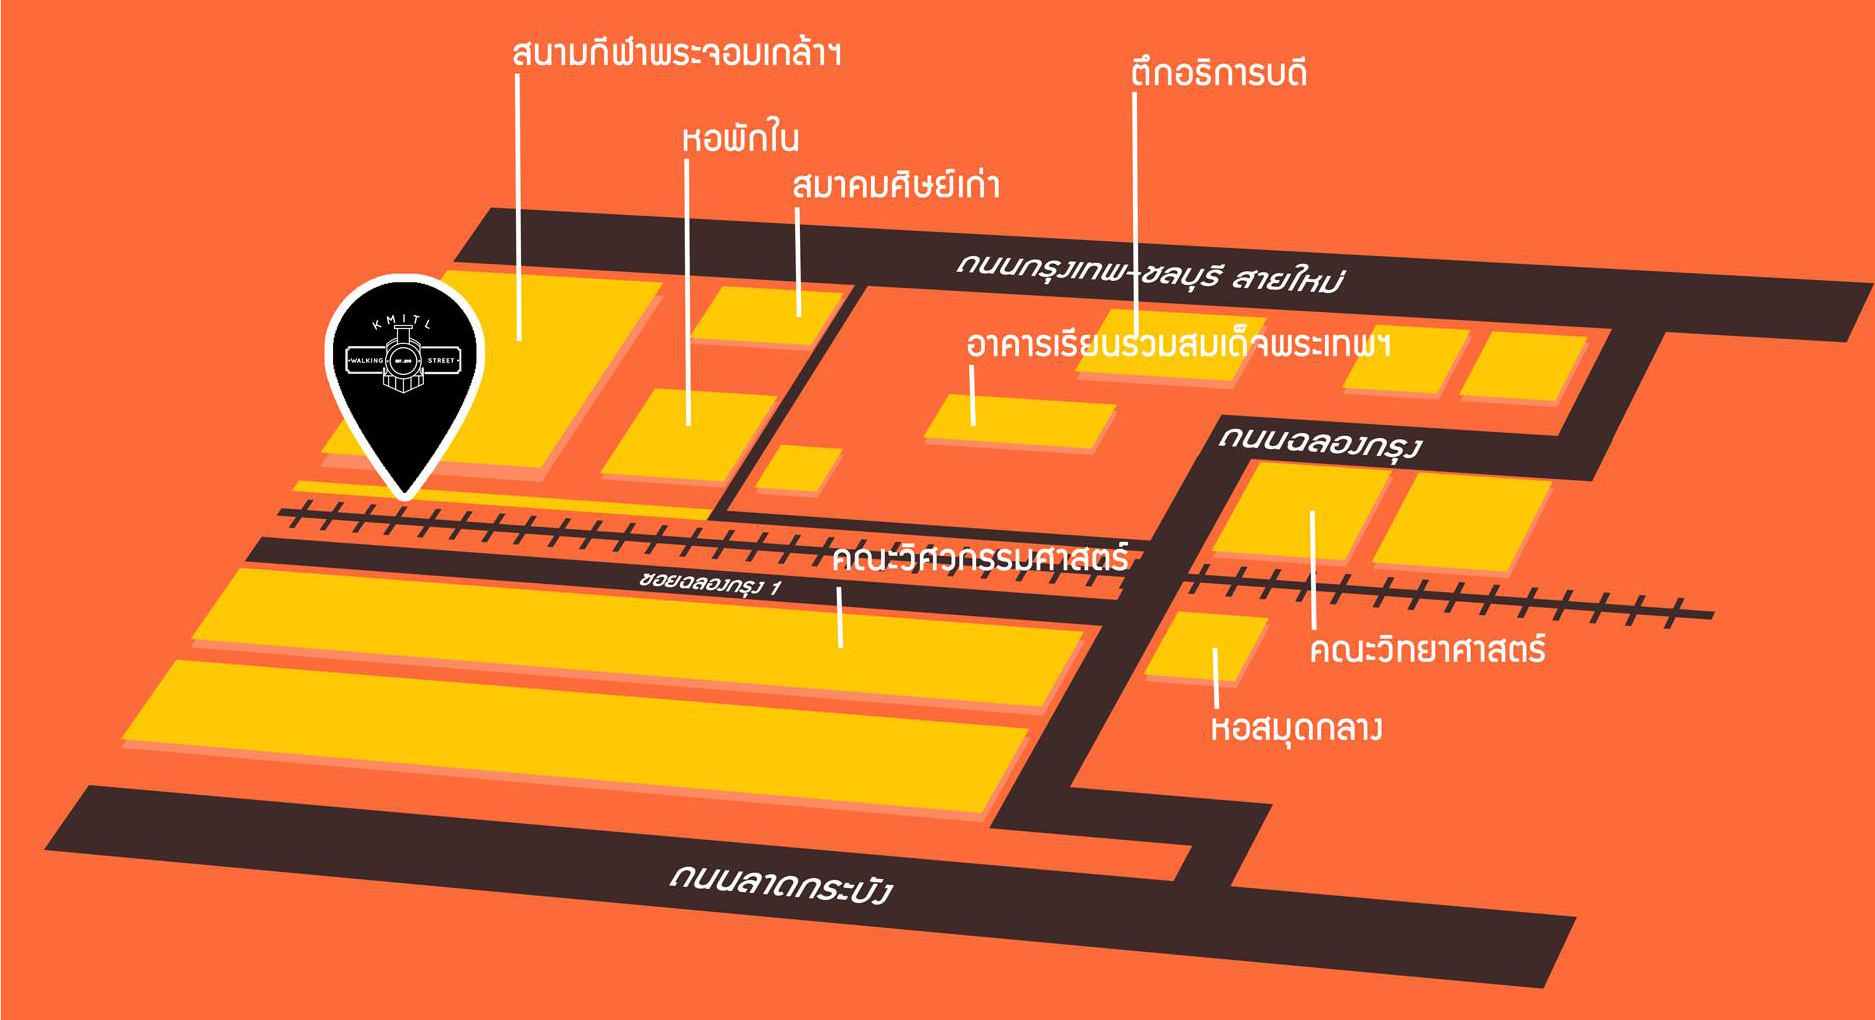 สนามกีฬาพระจอมเกล้าฯ
ตึกอธิการบดี
หอพักใน
สมาคมศิษย์เก่า
ถนนกรุงเทพ-ชลบุรี สายใหม่
KMITL
WALKING
STREET
อาคารเรียนรวมสมเด็จพระเทพฯ
ถนนฉลองกรุง
คณะวิศวกรรมศาสตร์
ซอยฉลองกรุง 1
คณะวิทยาศาสตร์
หอสมุดกลาง
ถนนลาดกระบัง